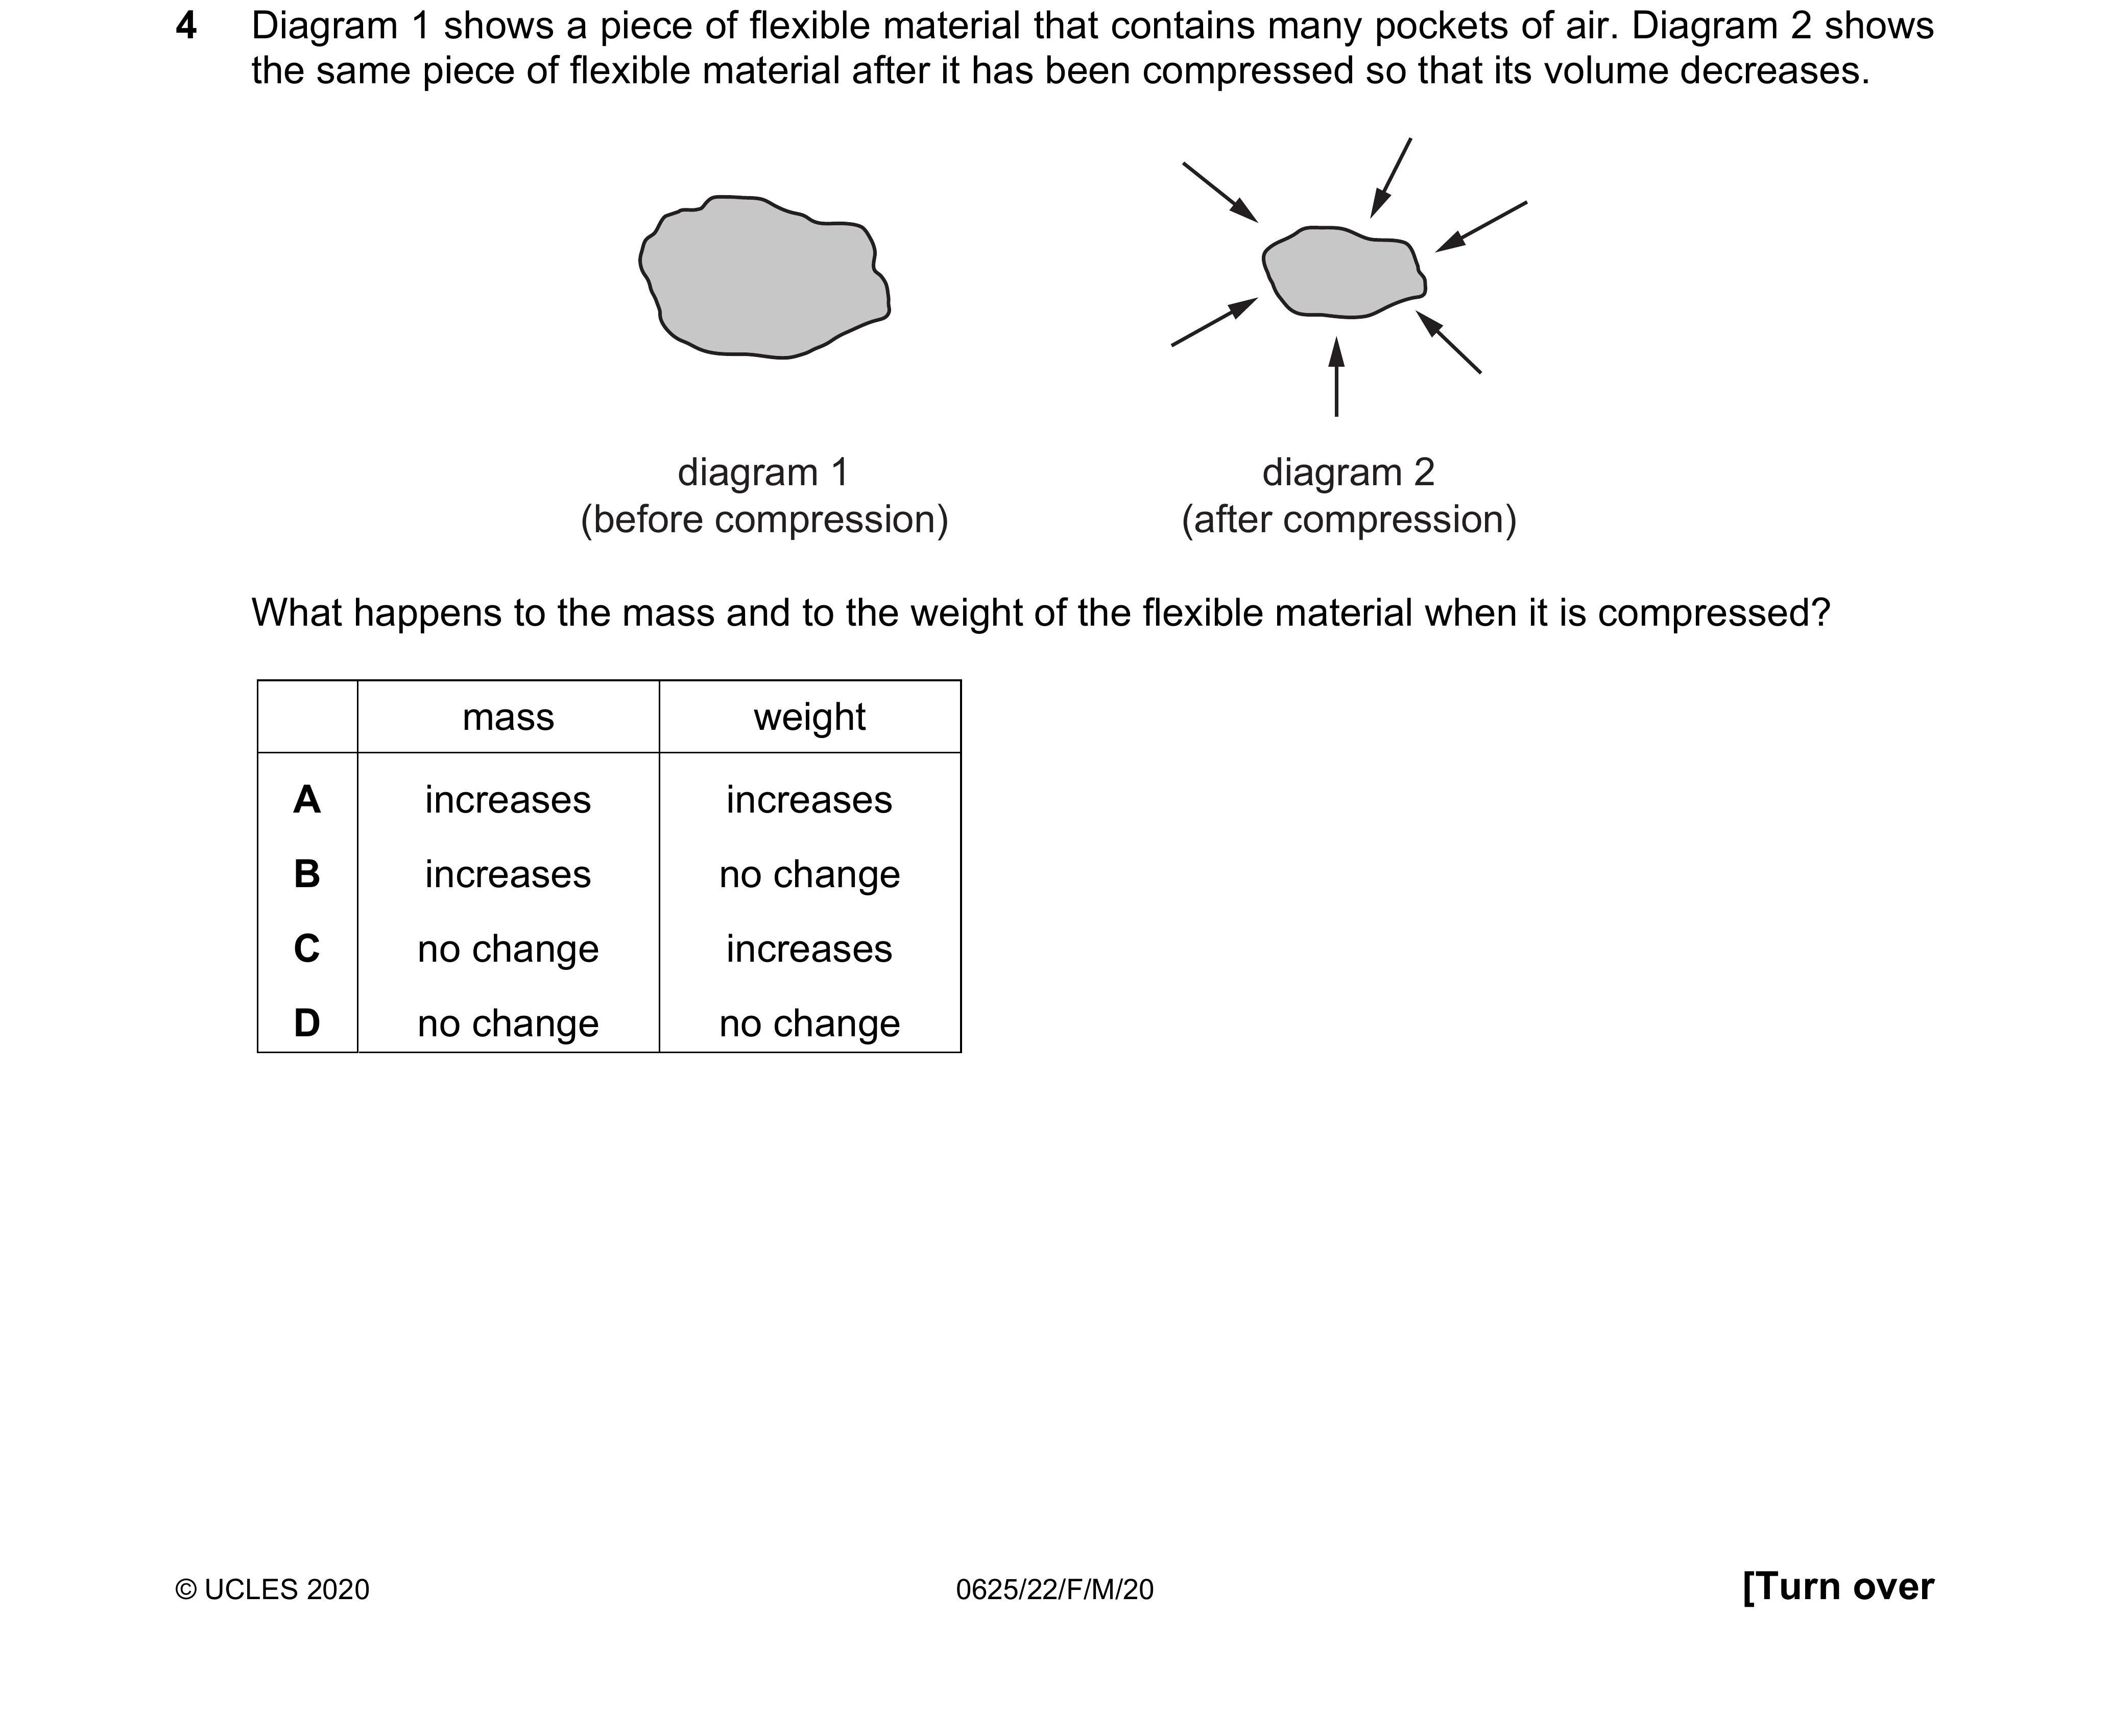 4 Diagram 1 shows a piece of flexible material that contains many pockets of air. Diagram 2 shows
the same piece of flexible material after it has been compressed so that its volume decreases.
diagram 1
(before compression)
diagram 2
(after compression)
What happens to the mass and to the weight of the flexible material when it is compressed?
mass weight
A increases increases
B increases no change
C no change increases
D no change no change
© UCLES 2020 0625/22/F/M/20 [Turn over